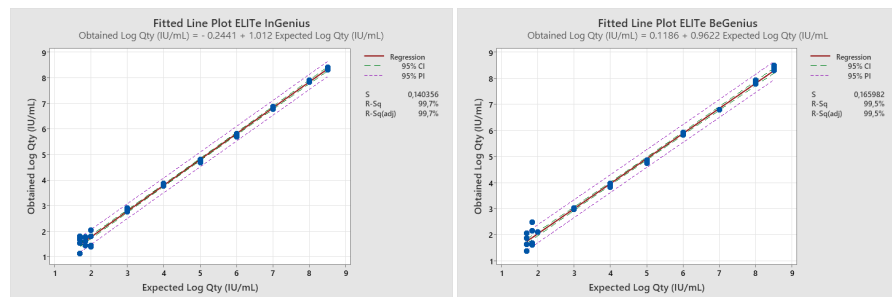 Fitted Line Plot ELITe InGenius
Obtained Log Qty (IU/mL) = - 0.2441 + 1.012 Expected Log Qty (IU/mL)
Obtained Log Qty (IU/mL)
9
8
7
6
5
4
3
2
1
1 2 3 4 5 6 7 8 9
Expected Log Qty (IU/mL)
Regression
95% CI
95% PI
S 0,140356
R-Sq 99,7%
R-Sq(adj) 99,7%
Fitted Line Plot ELITe BeGenius
Obtained Log Qty (IU/mL) = 0.1186 + 0.9622 Expected Log Qty (IU/mL
Obtained Log Qty (IU/mL)
9
8
7
6
5
4
3
2
1
1 2 3 4 5 6 7 8 9
Expected Log Qty (IU/mL)
Regression
95% CI
95% PI
S 0,165982
R-Sq 99,5%
R-Sq(adj) 99,5%